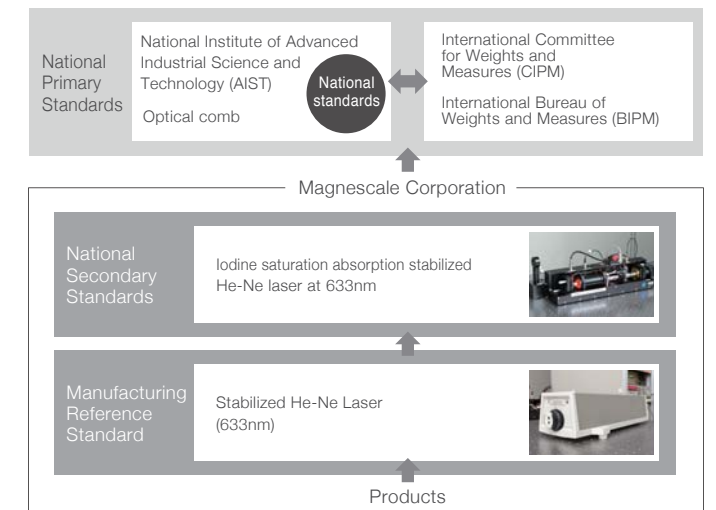 National
Primary
Standards
National Institute of Advanced
Industrial Science and
Technology (AIST)
Optical comb
National
standards
International Committee
for Weights and
Measures (CIPM)
International Bureau of
Weights and Measures (BIPM)
Magnescale Corporation
National
Secondary
Standards
Iodine saturation absorption stabilized
He-Ne laser at 633nm
Manufacturing
Reference
Standard
Stabilized He-Ne Laser
(633nm)
Products